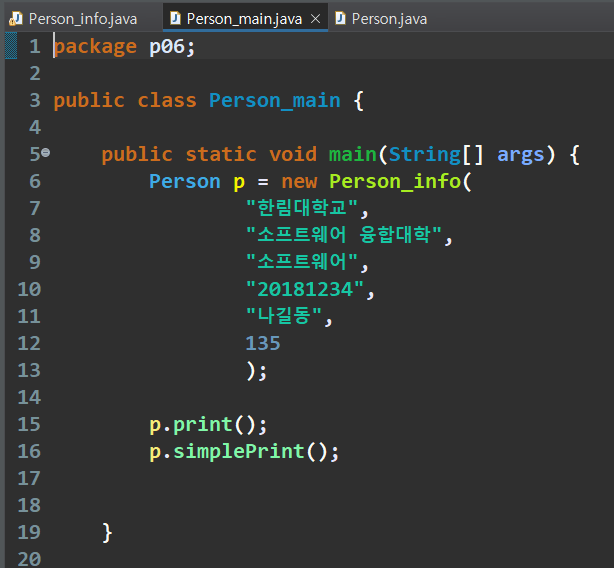 Person_info.java Person_main.java Person.java
1 package p06;
2
3 public class Person_main {
4
5 public static void main(String[] args) {
6 Person p = new Person_info(
7 "한림대학교",
8 "소프트웨어 융합대학",
9 "소프트웨어",
10 "20181234",
11 "나길동",
12 135
13 );
14
15 p.print();
16 p.simplePrint();
17
18
19 }
20